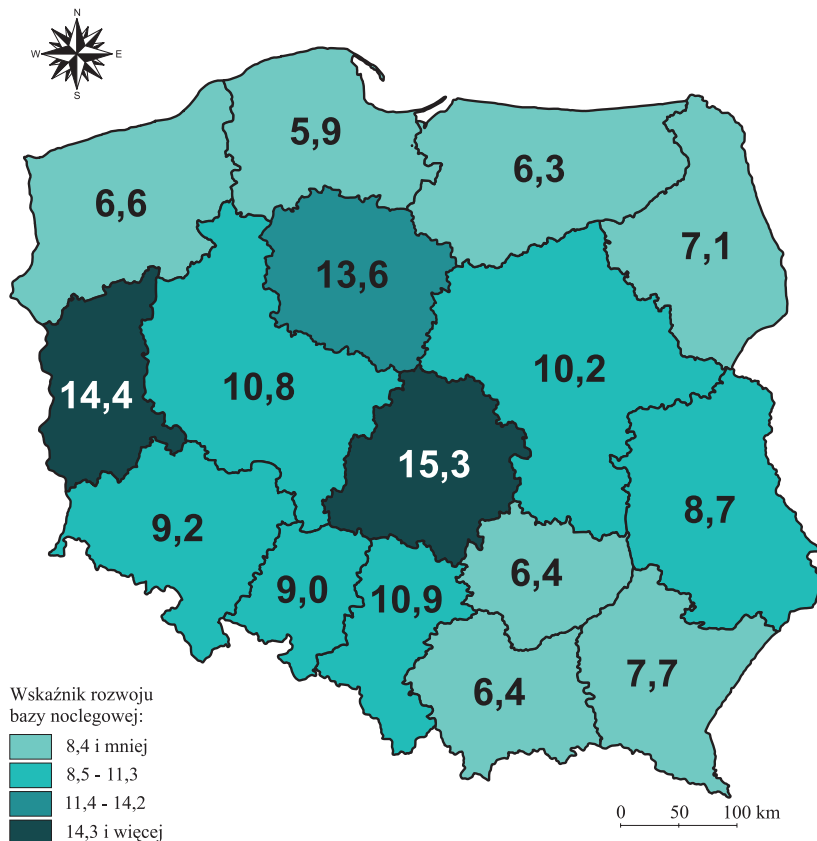 N
W E
S
5,9
6,3
6,6
7,1
13,6
10,8
10,2
14,4
15,3
8,7
9,2
6,4
9,0
10,9
7,7
6,4
Wskaźnik rozwoju
bazy noclegowej:
8,4 i mniej
8,5 - 11,3
11,4 - 14,2
14,3 i więcej
0 50 100 km